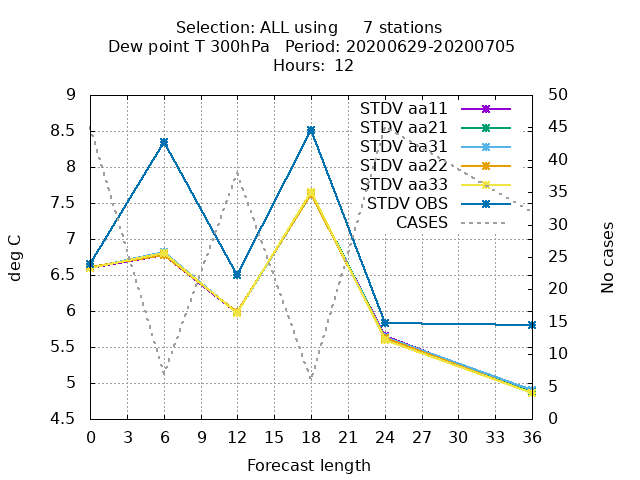 Selection: ALL using     7 stations
Dew point T 300hPa   Period: 20200629-20200705
Hours: 12
9
8.5
8
7.5
7
6.5
6
5.5
5
4.5
50
45
40
35
30
25
20
15
10
5
0
STDV aa11
STDV aa21
STDV aa31
STDV aa22
STDV aa33
STDV OBS
CASES
deg C
No cases
0 3 6 9 12 15 18 21 24 27 30 33 36
Forecast length